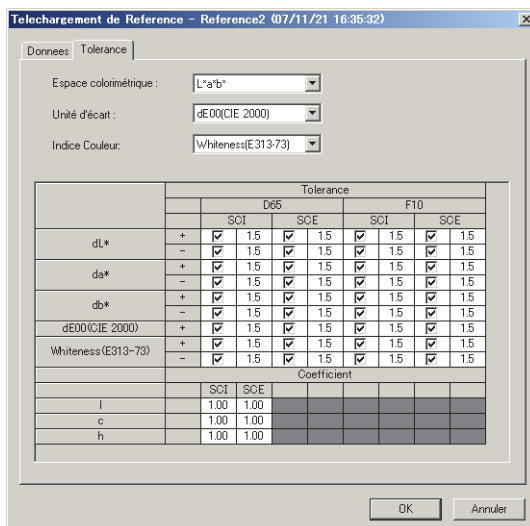 Telechargement de Reference - Reference2 (07/11/21 16:35:32)
Donnees Tolerance
Espace colorimétrique : L*a*b*
Unité d'écart : dE00(CIE 2000)
Indice Couleur: Whiteness(E313-73)
Tolerance
D65 F10
SCI SCE SCI SCE
dL* + 1.5 1.5 1.5 1.5
- 1.5 1.5 1.5 1.5
da* + 1.5 1.5 1.5 1.5
- 1.5 1.5 1.5 1.5
db* + 1.5 1.5 1.5 1.5
- 1.5 1.5 1.5 1.5
dE00(CIE 2000) + 1.5 1.5 1.5 1.5
Whiteness(E313-73) + 1.5 1.5 1.5 1.5
- 1.5 1.5 1.5 1.5
Coefficient
SCI SCE
l 1.00 1.00
c 1.00 1.00
h 1.00 1.00
OK Annuler